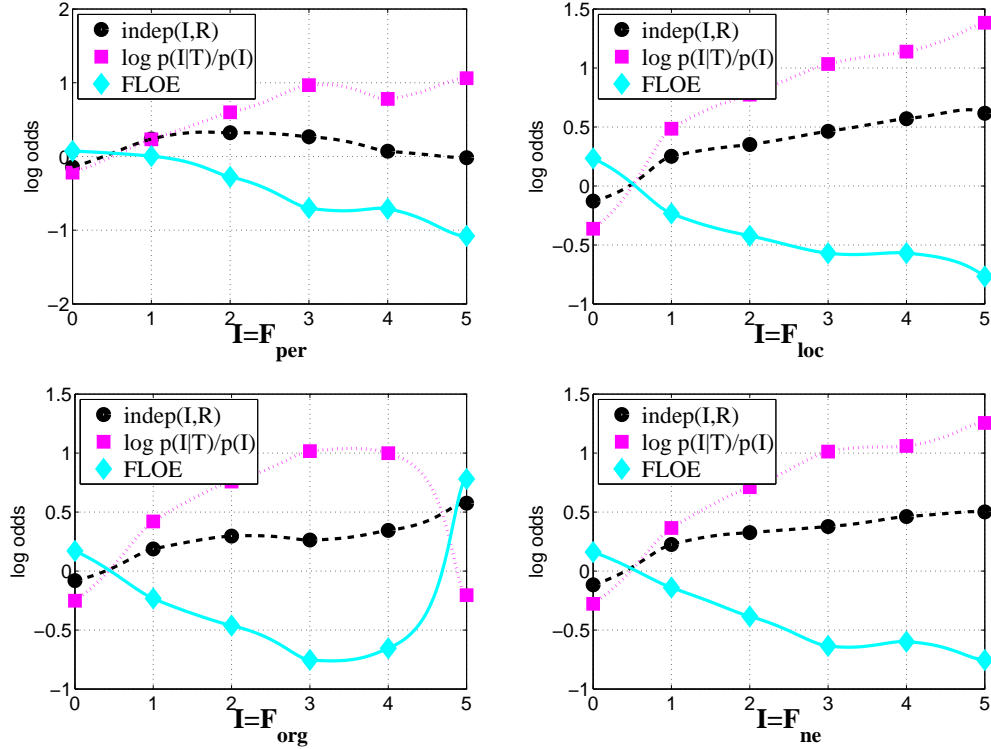 2
1
0
−1
−2
log odds
indep(I,R)
log p(I|T)/p(I)
FLOE
0 1 2 3 4 5
I=F_per
1.5
1
0.5
0
−0.5
−1
log odds
indep(I,R)
log p(I|T)/p(I)
FLOE
0 1 2 3 4 5
I=F_loc
1.5
1
0.5
0
−0.5
−1
log odds
indep(I,R)
log p(I|T)/p(I)
FLOE
0 1 2 3 4 5
I=F_org
1.5
1
0.5
0
−0.5
−1
log odds
indep(I,R)
log p(I|T)/p(I)
FLOE
0 1 2 3 4 5
I=F_ne